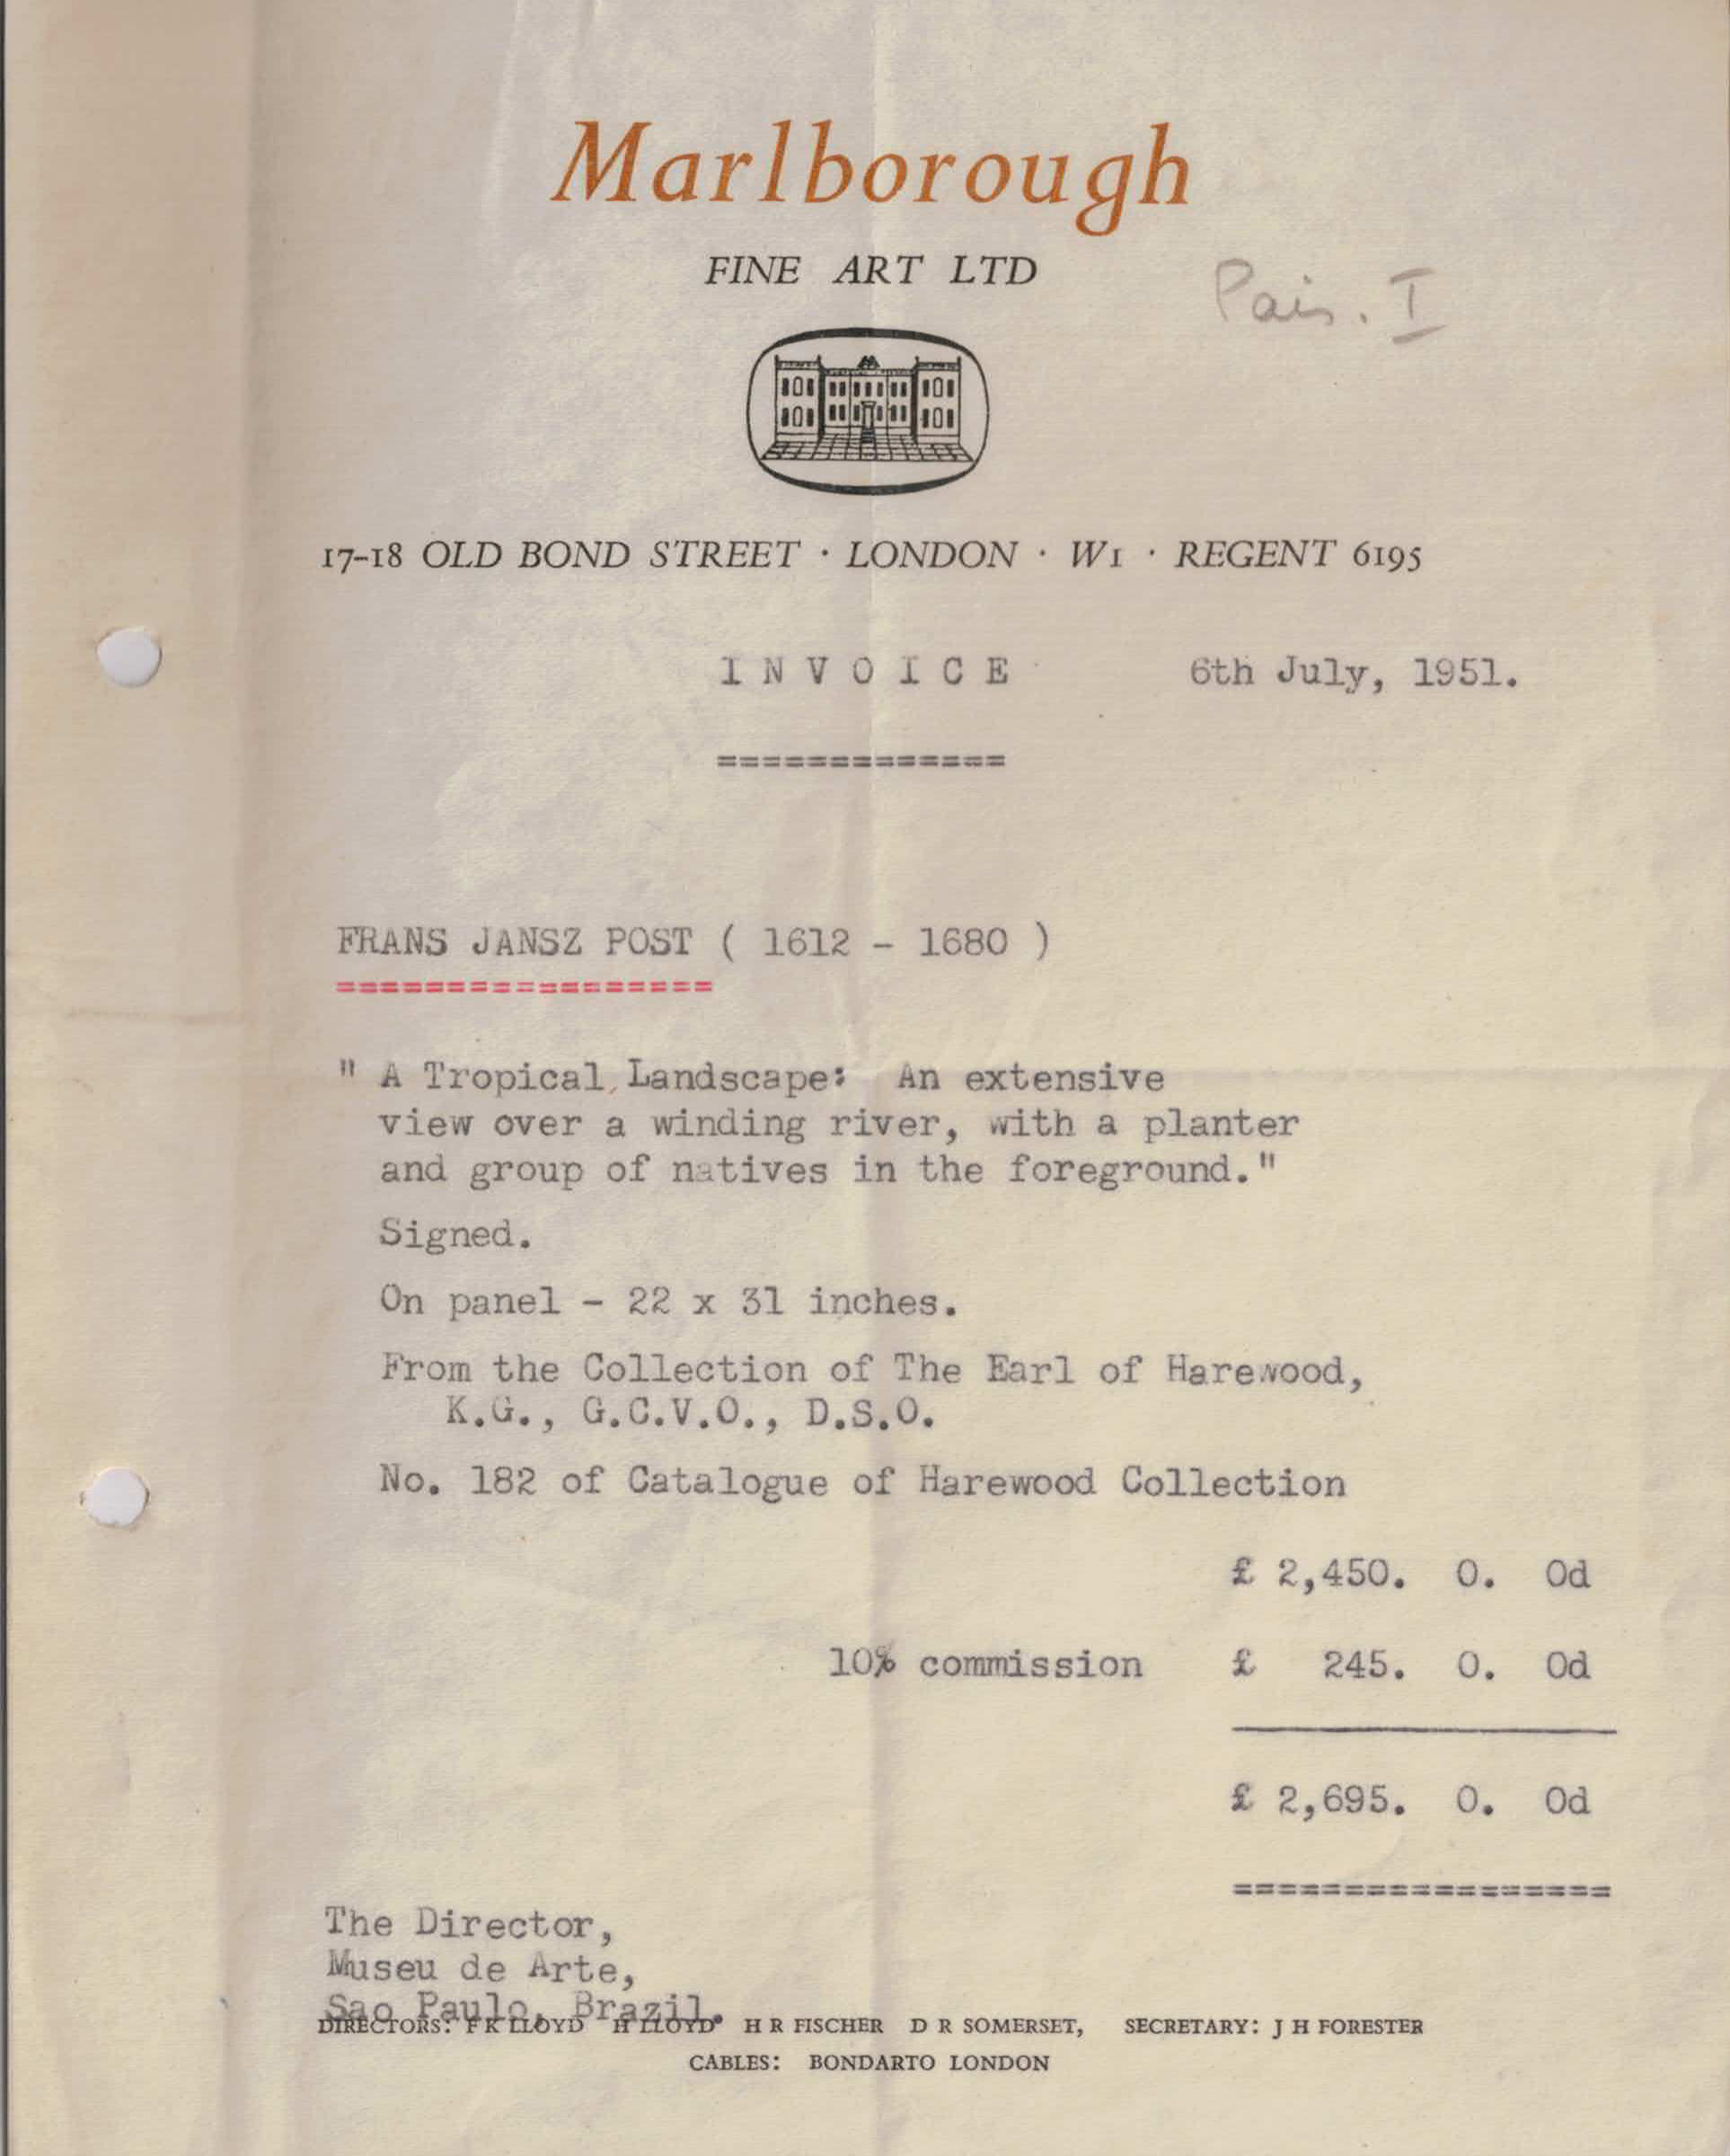 Marlborough
FINE ART LTD
Pais. I
17-18 OLD BOND STREET · LONDON · W1 · REGENT 6195
I N V O I C E 6th July, 1951.
=============
FRANS JANSZ POST ( 1612 - 1680 )
=================
" A Tropical Landscape: An extensive
view over a winding river, with a planter
and group of natives in the foreground."
Signed.
On panel - 22 x 31 inches.
From the Collection of The Earl of Harewood,
K.G., G.C.V.O., D.S.O.
No. 182 of Catalogue of Harewood Collection
£ 2,450. 0. 0d
10% commission £ 245. 0. 0d
£ 2,695. 0. 0d
=================
The Director,
Museu de Arte,
Sao Paulo, Brazil.
DIRECTORS: F K LLOYD H LLOYD H R FISCHER D R SOMERSET, SECRETARY: J H FORESTER
CABLES: BONDARTO LONDON